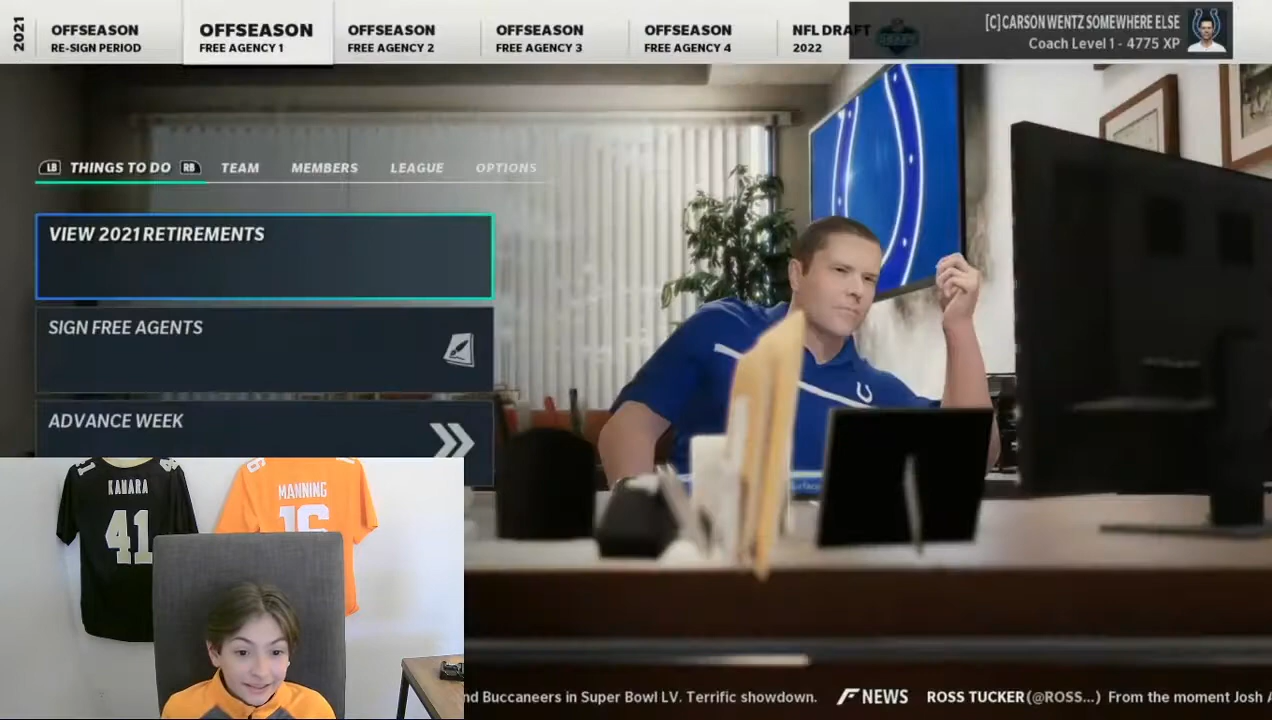 2021
OFFSEASON
RE-SIGN PERIOD
OFFSEASON
FREE AGENCY 1
OFFSEASON
FREE AGENCY 2
OFFSEASON
FREE AGENCY 3
OFFSEASON
FREE AGENCY 4
NFL DRAFT
2022
[C]CARSON WENTZ SOMEWHERE ELSE
Coach Level 1 - 4775 XP
LB THINGS TO DO RB TEAM MEMBERS LEAGUE OPTIONS
VIEW 2021 RETIREMENTS
SIGN FREE AGENTS
ADVANCE WEEK
KAMARA
41
MANNING
16
nd Buccaneers in Super Bowl LV. Terrific showdown. NEWS ROSS TUCKER (@ROSS...) From the moment Josh A